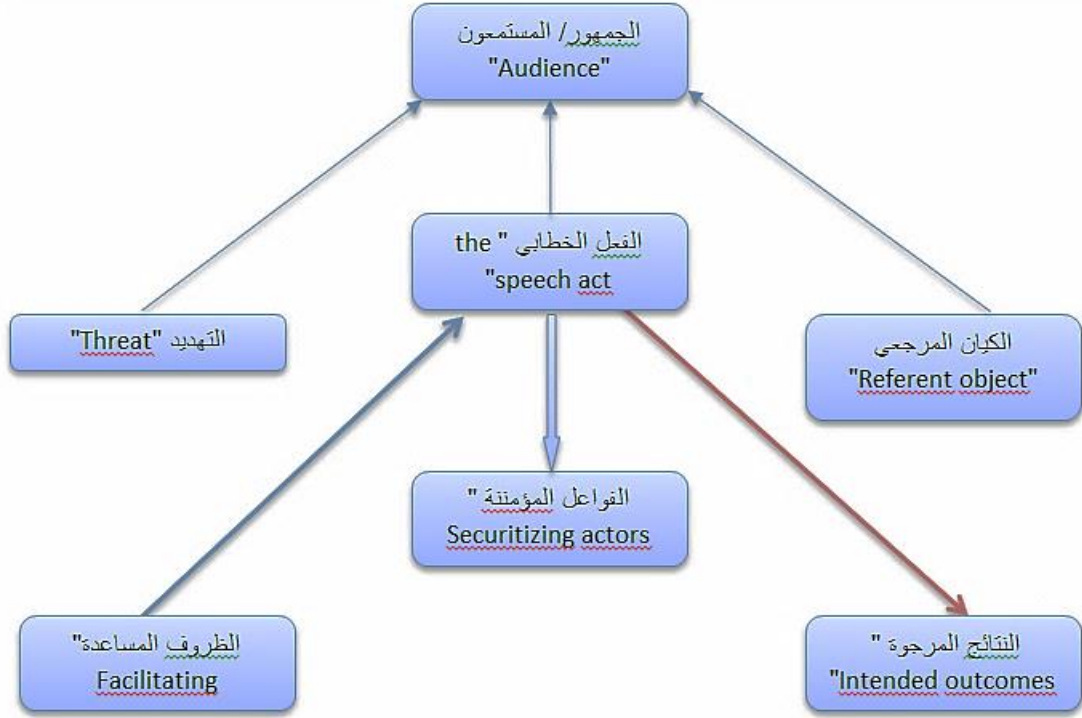 الجمهور/ المستمعون
"Audience"
الفعل الخطابي " the
"speech act
التهديد "Threat"
الكيان المرجعي
"Referent object"
الفواعل المؤمننة "
Securitizing actors
الظروف المساعدة"
Facilitating
النتائج المرجوة "
"Intended outcomes